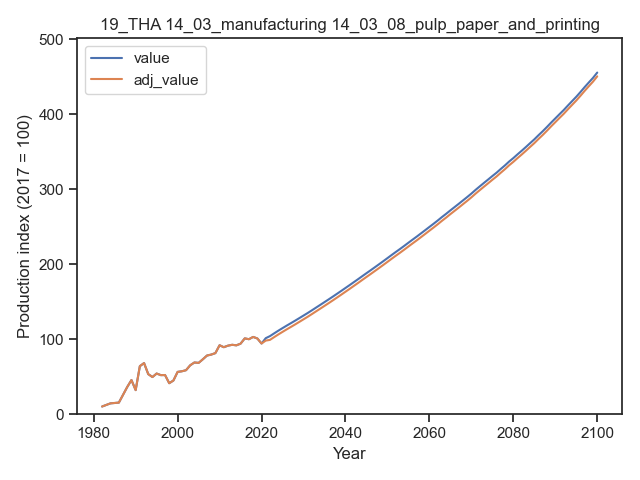 19_THA 14_03_manufacturing 14_03_08_pulp_paper_and_printing
value
adj_value
Production index (2017 = 100)
500
400
300
200
100
0
1980 2000 2020 2040 2060 2080 2100
Year